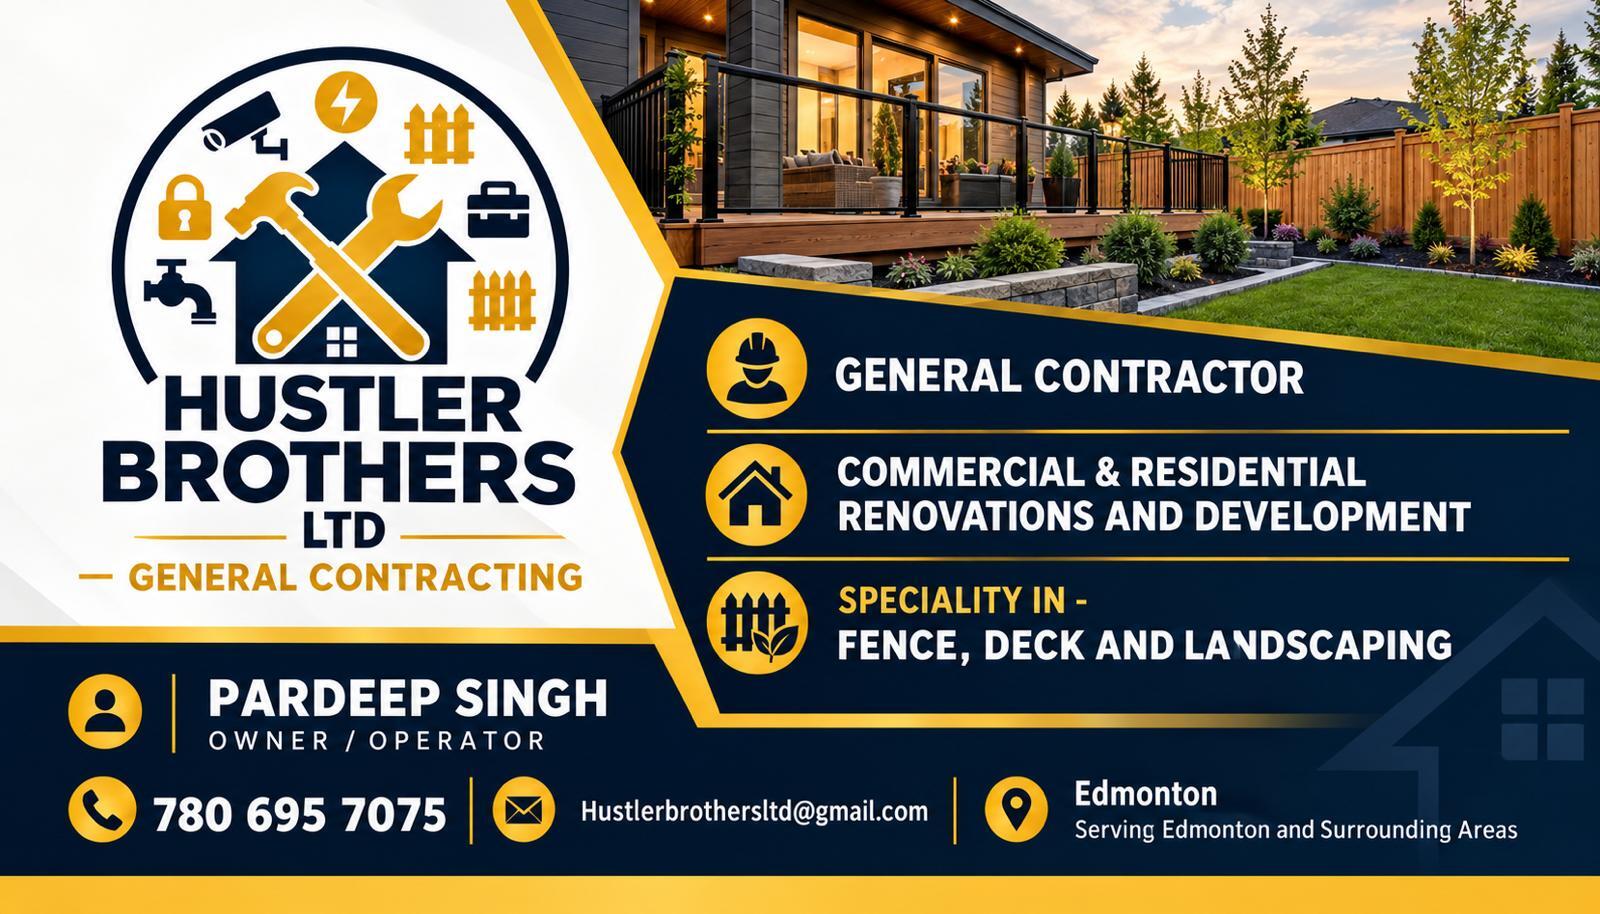 HUSTLER
BROTHERS
LTD
GENERAL CONTRACTING
GENERAL CONTRACTOR
COMMERCIAL & RESIDENTIAL
RENOVATIONS AND DEVELOPMENT
SPECIALITY IN -
FENCE, DECK AND LANDSCAPING
PARDEEP SINGH
OWNER / OPERATOR
780 695 7075
Hustlerbrothersltd@gmail.com
Edmonton
Serving Edmonton and Surrounding Areas